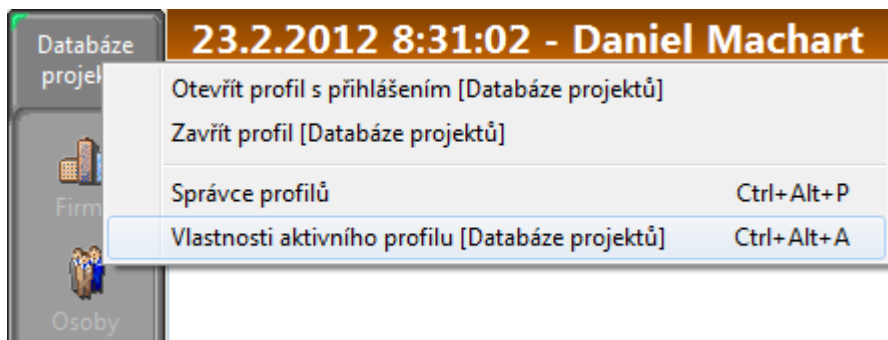 Databáze
23.2.2012 8:31:02 - Daniel Machart
Otevřít profil s přihlášením [Databáze projektů]
Zavřít profil [Databáze projektů]
Správce profilů Ctrl+Alt+P
Vlastnosti aktivního profilu [Databáze projektů] Ctrl+Alt+A
Osoby